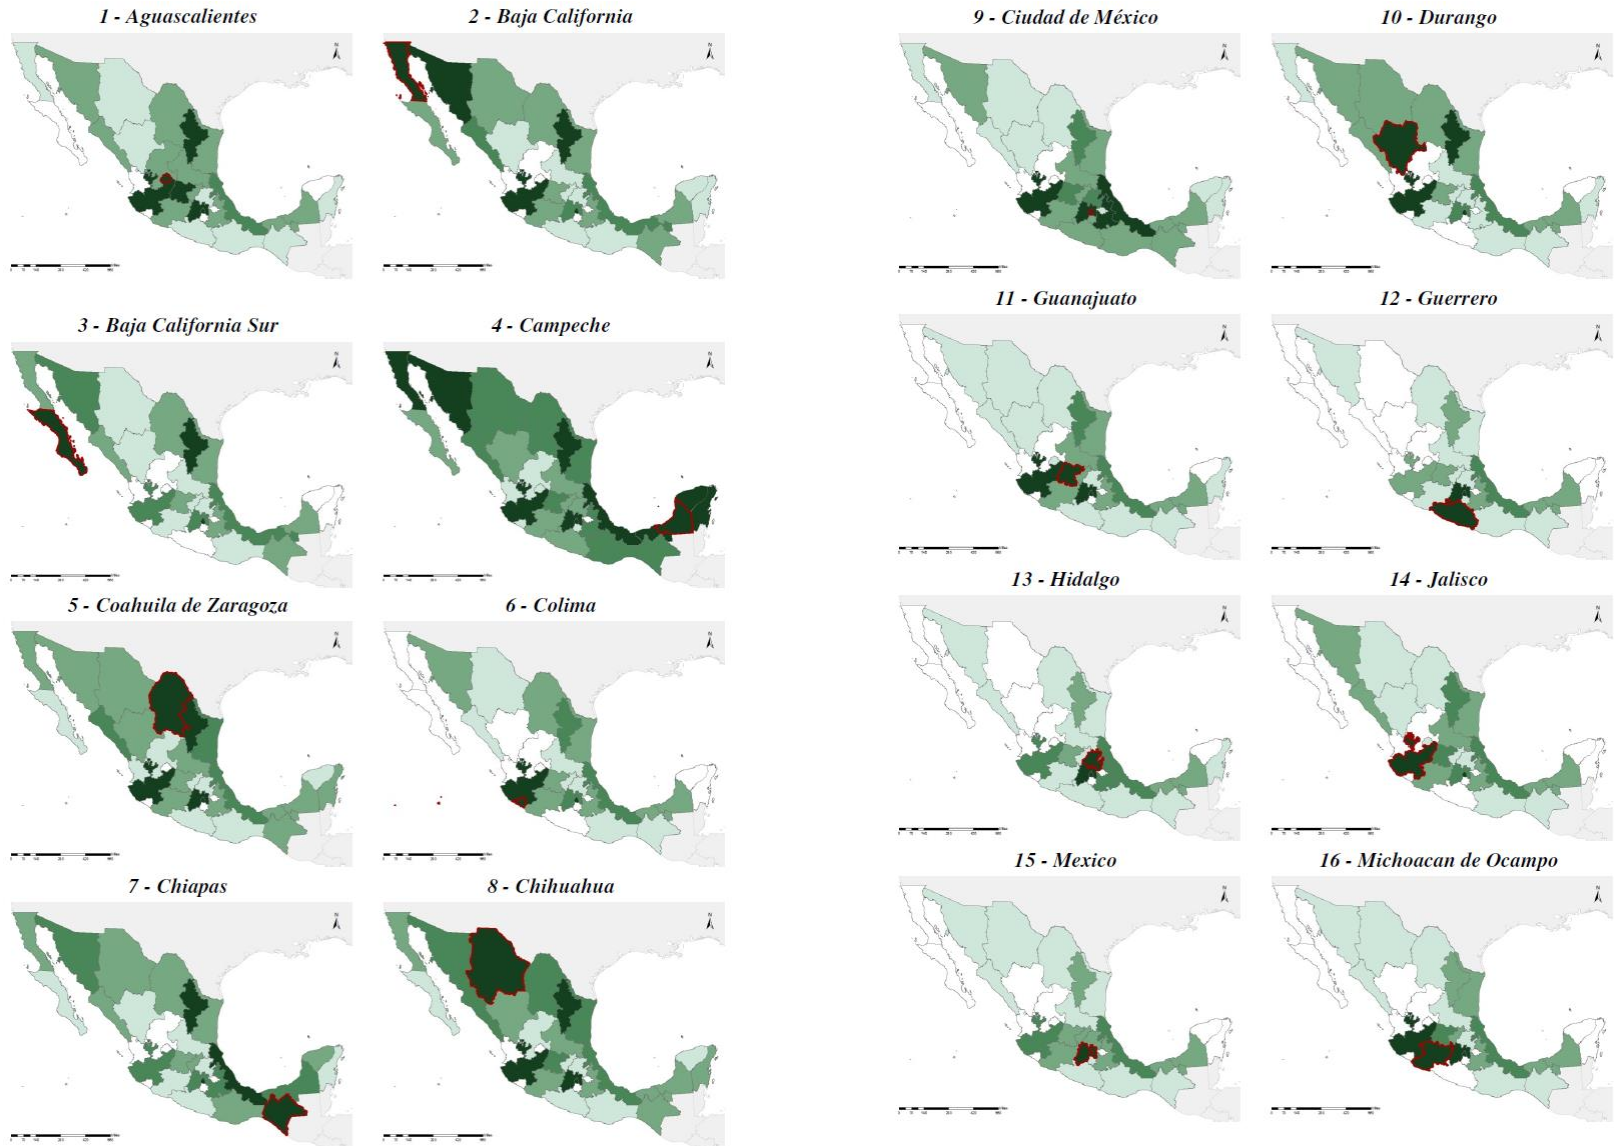 1 - Aguascalientes
2 - Baja California
9 - Ciudad de México
10 - Durango
N
N
N
N
3 - Baja California Sur
4 - Campeche
11 - Guanajuato
12 - Guerrero
N
N
N
N
5 - Coahuila de Zaragoza
6 - Colima
13 - Hidalgo
14 - Jalisco
N
N
N
N
7 - Chiapas
8 - Chihuahua
15 - Mexico
16 - Michoacan de Ocampo
N
N
N
N